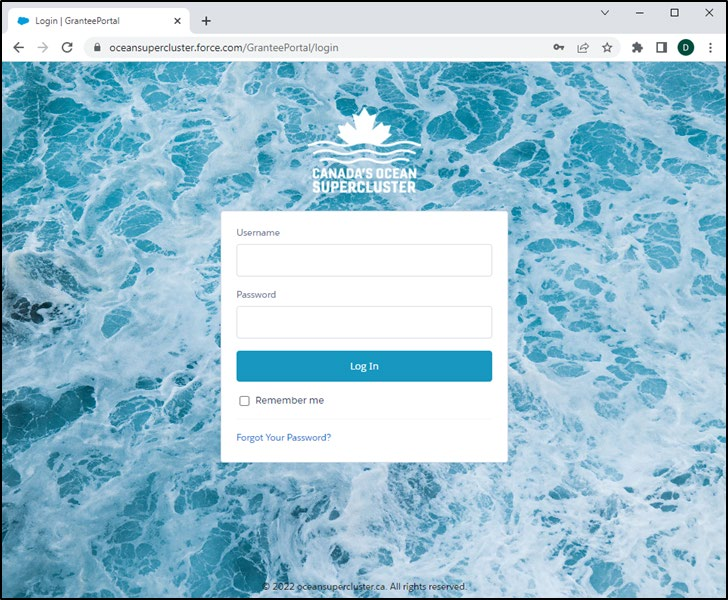 Login | GranteePortal
oceansupercluster.force.com/GranteePortal/login
D
CANADA'S OCEAN
SUPERCLUSTER
Username
Password
Log In
Remember me
Forgot Your Password?
© 2022 oceansupercluster.ca. All rights reserved.